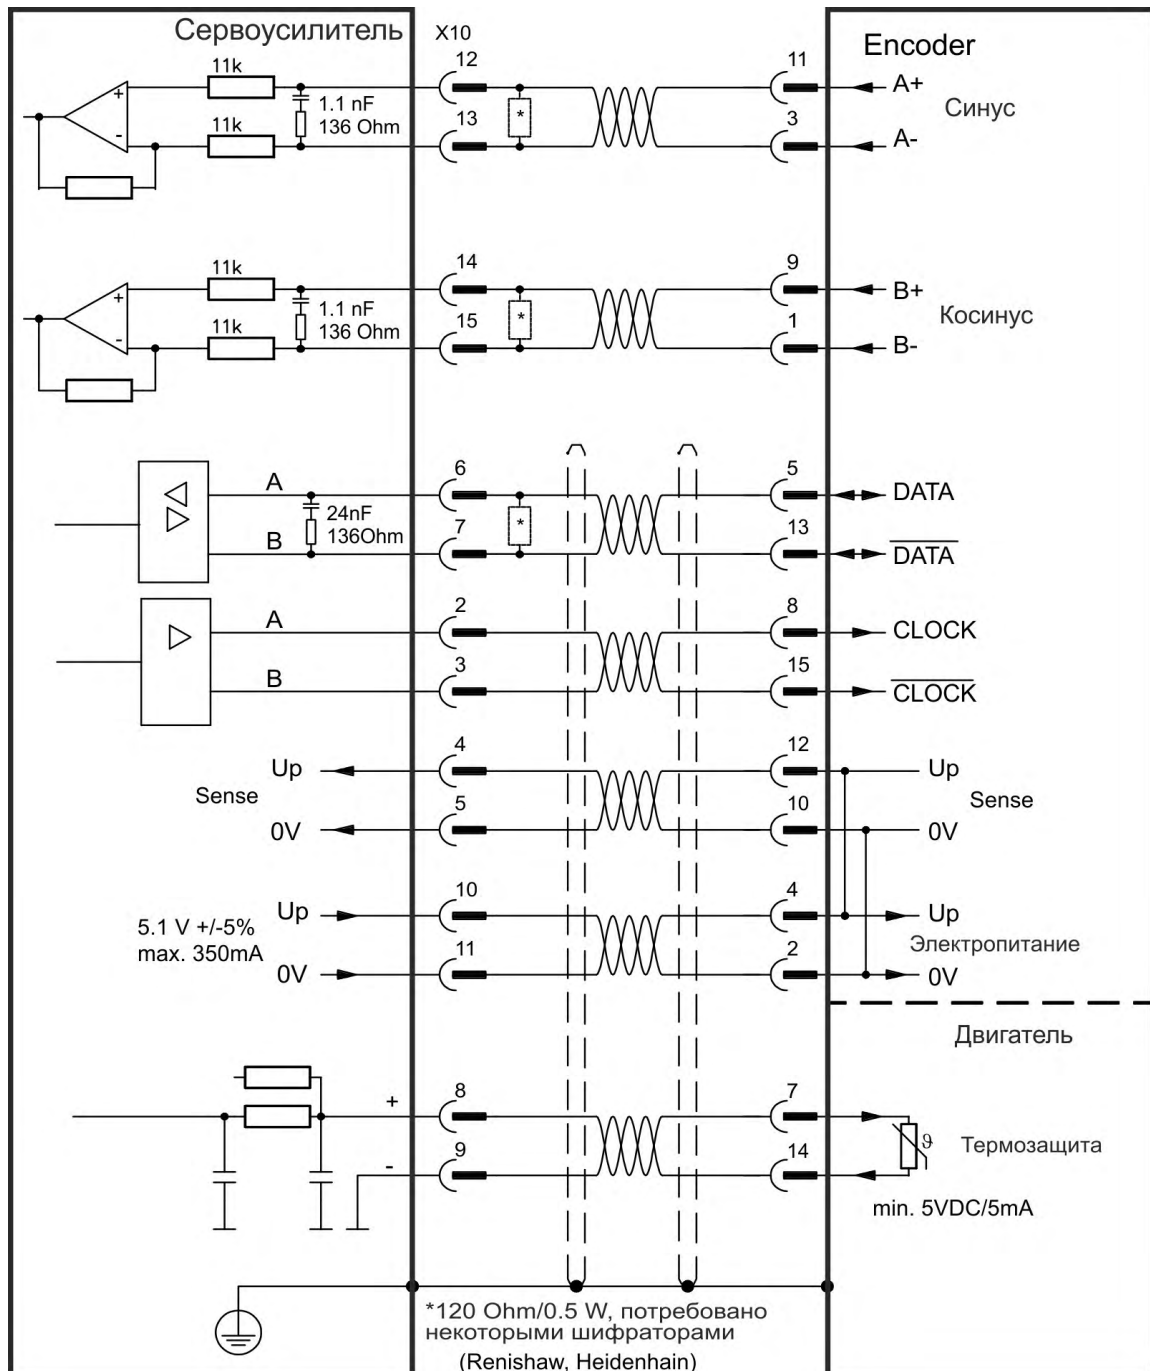 Сервоусилитель
X10
Encoder
11k
12
11
A+
+
1.1 nF
*
Синус
136 Ohm
11k
13
3
A-
-
11k
14
9
B+
+
1.1 nF
*
Косинус
136 Ohm
11k
15
1
B-
-
A
6
5
DATA
24nF
*
136Ohm
B
7
13
DATA
A
2
8
CLOCK
B
3
15
CLOCK
Up
4
12
Up
Sense
Sense
0V
5
10
0V
Up
10
4
Up
5.1 V +/-5%
max. 350mA
Электропитание
0V
11
2
0V
Двигатель
+
8
7
ϑ
Термозащита
-
9
14
min. 5VDC/5mA
*120 Ohm/0.5 W, потребовано
некоторыми шифраторами
(Renishaw, Heidenhain)